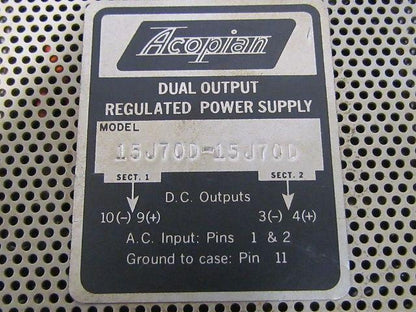 Acopian
DUAL OUTPUT
REGULATED POWER SUPPLY
MODEL
15J70D-15J70D
SECT. 1 SECT. 2
D.C. Outputs
10(-) 9(+) 3(-) 4(+)
A.C. Input: Pins 1 & 2
Ground to case: Pin 11